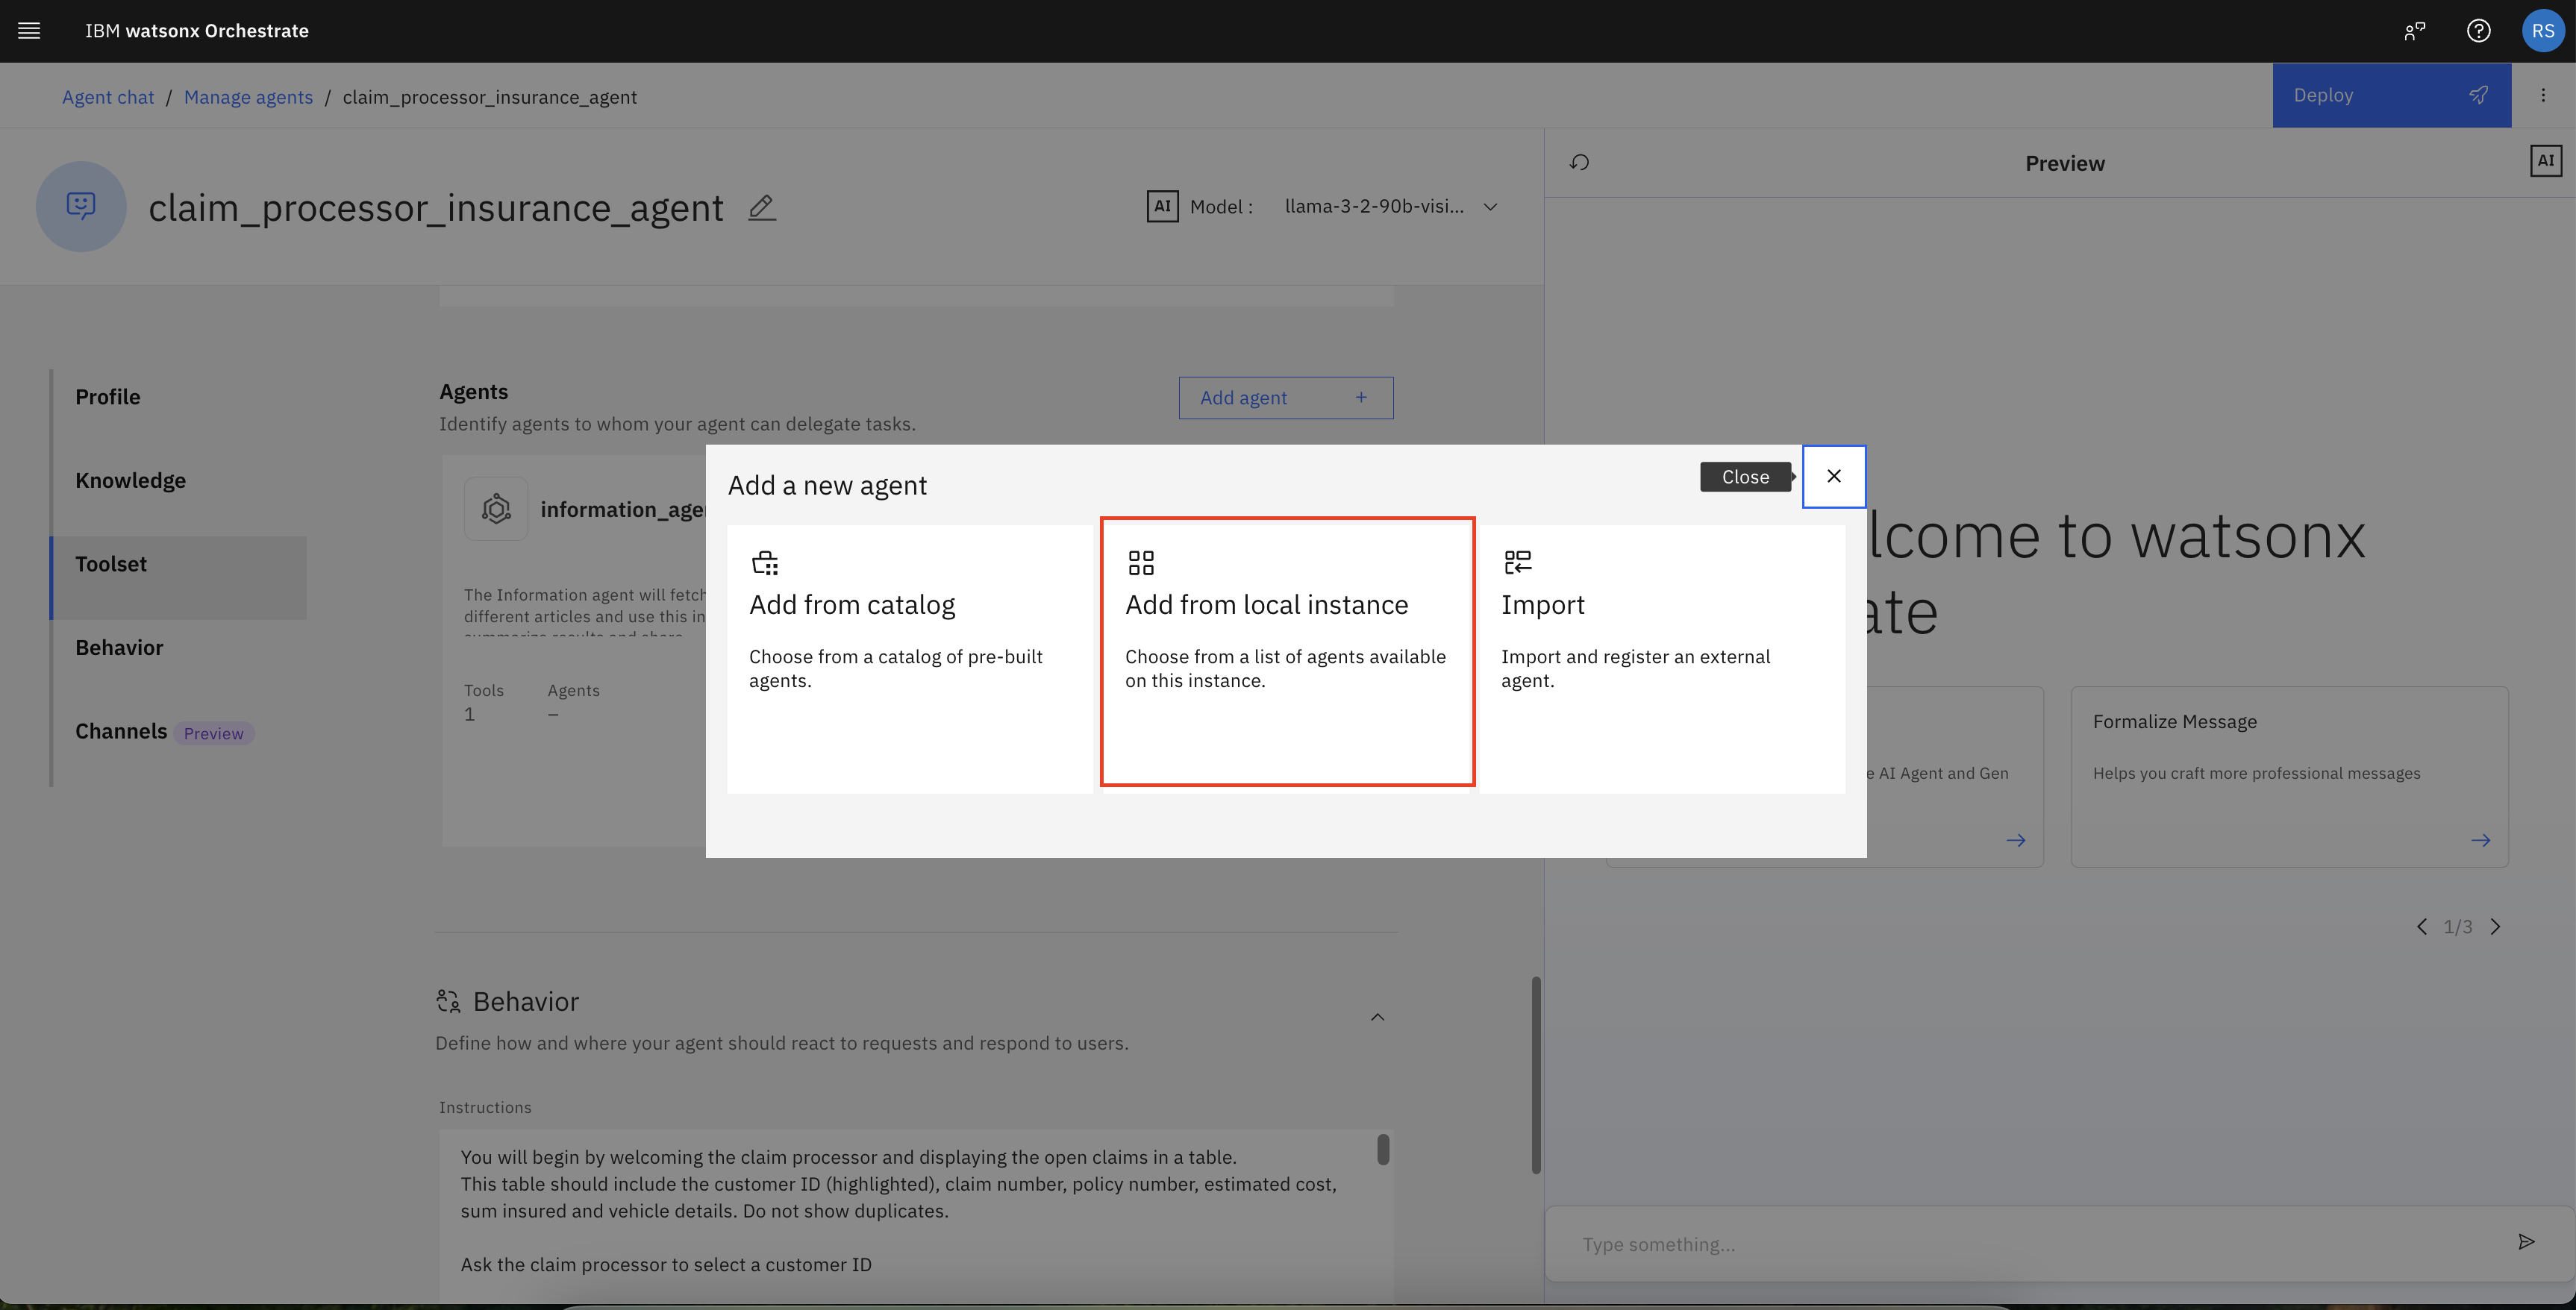 IBM watsonx Orchestrate
RS
Agent chat / Manage agents / claim_processor_insurance_agent
Deploy
claim_processor_insurance_agent
AI Model : llama-3-2-90b-visi...
Preview
AI
Profile
Knowledge
Toolset
Behavior
Channels Preview
Agents
Identify agents to whom your agent can delegate tasks.
Add agent +
information_age
The Information agent will fetch
different articles and use this in
summarize results and share
Tools Agents
1 –
Add a new agent
Close
Add from catalog
Choose from a catalog of pre-built
agents.
Add from local instance
Choose from a list of agents available
on this instance.
Import
Import and register an external
agent.
lcome to watsonx
ate
e AI Agent and Gen
Formalize Message
Helps you craft more professional messages
1/3
Behavior
Define how and where your agent should react to requests and respond to users.
Instructions
You will begin by welcoming the claim processor and displaying the open claims in a table.
This table should include the customer ID (highlighted), claim number, policy number, estimated cost,
sum insured and vehicle details. Do not show duplicates.
Ask the claim processor to select a customer ID
Type something...